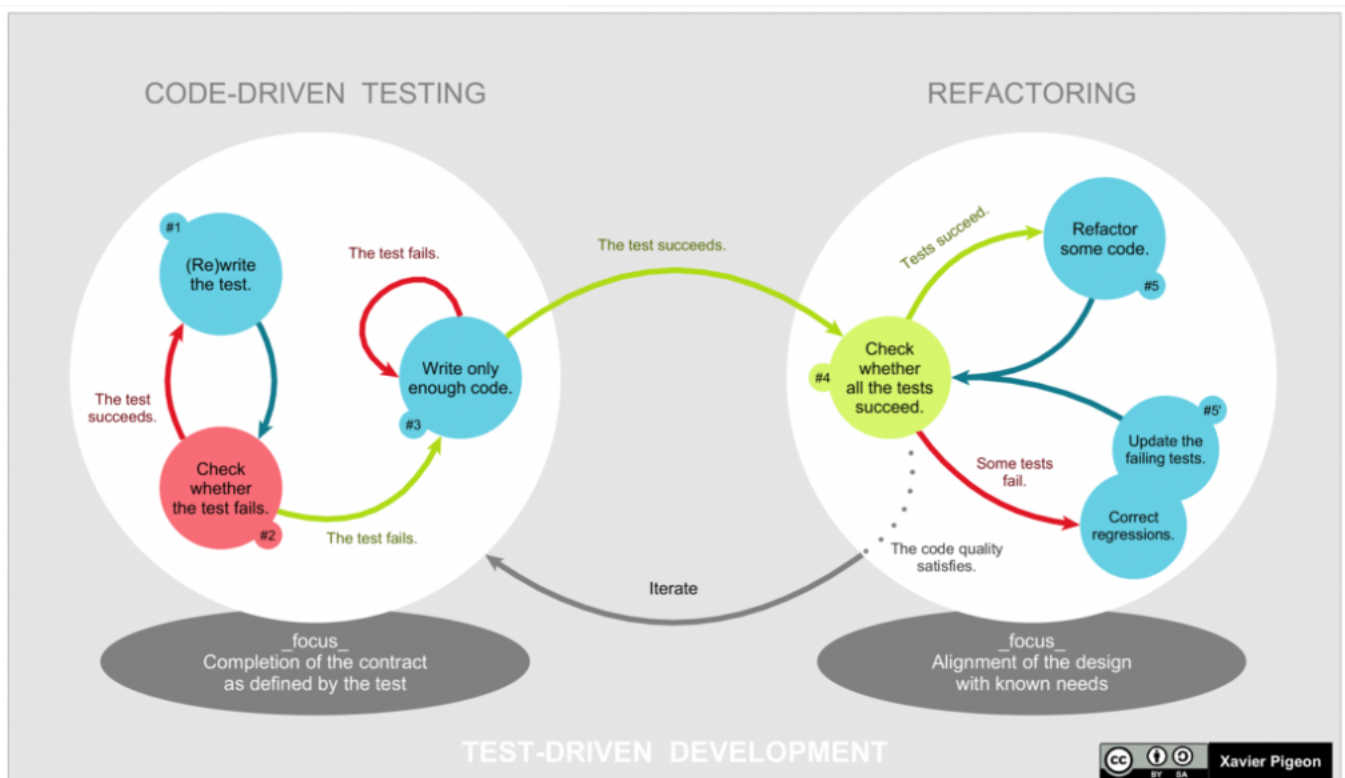 CODE-DRIVEN TESTING
REFACTORING
#1
(Re)write
the test.
The test fails.
The test
succeeds.
Write only
enough code.
#3
Check
whether
the test fails.
#2
The test fails.
The test succeeds.
Tests succeed.
Refactor
some code.
#5
Check
whether
all the tests
succeed.
#4
#5'
Update the
failing tests.
Some tests
fail.
Correct
regressions.
The code quality
satisfies.
Iterate
_focus_
Completion of the contract
as defined by the test
_focus_
Alignment of the design
with known needs
TEST-DRIVEN DEVELOPMENT
cc
BY SA
Xavier Pigeon